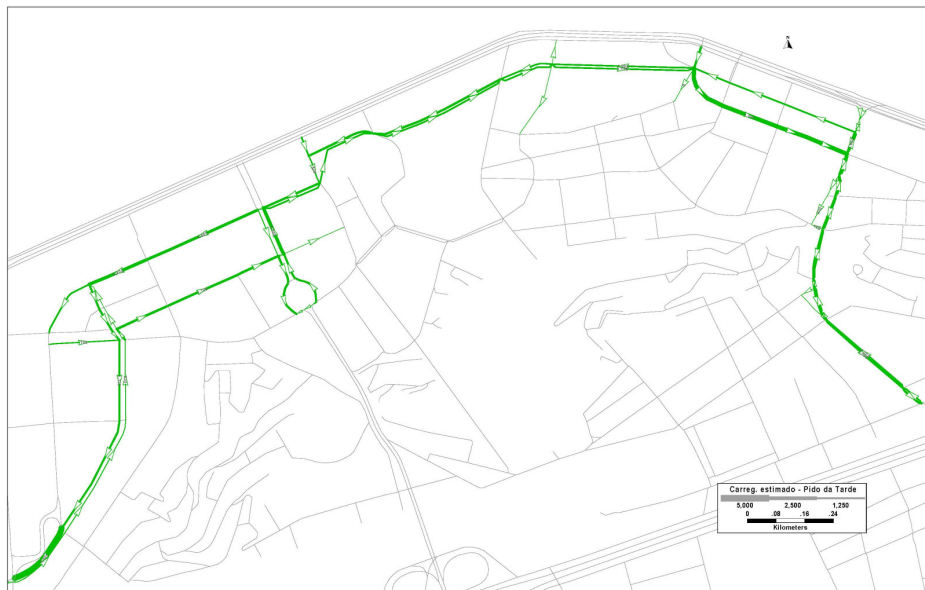 N
Carreg. estimado - Pido da Tarde
5,000 2,500 1,250
0 .08 .16 .24
Kilometers